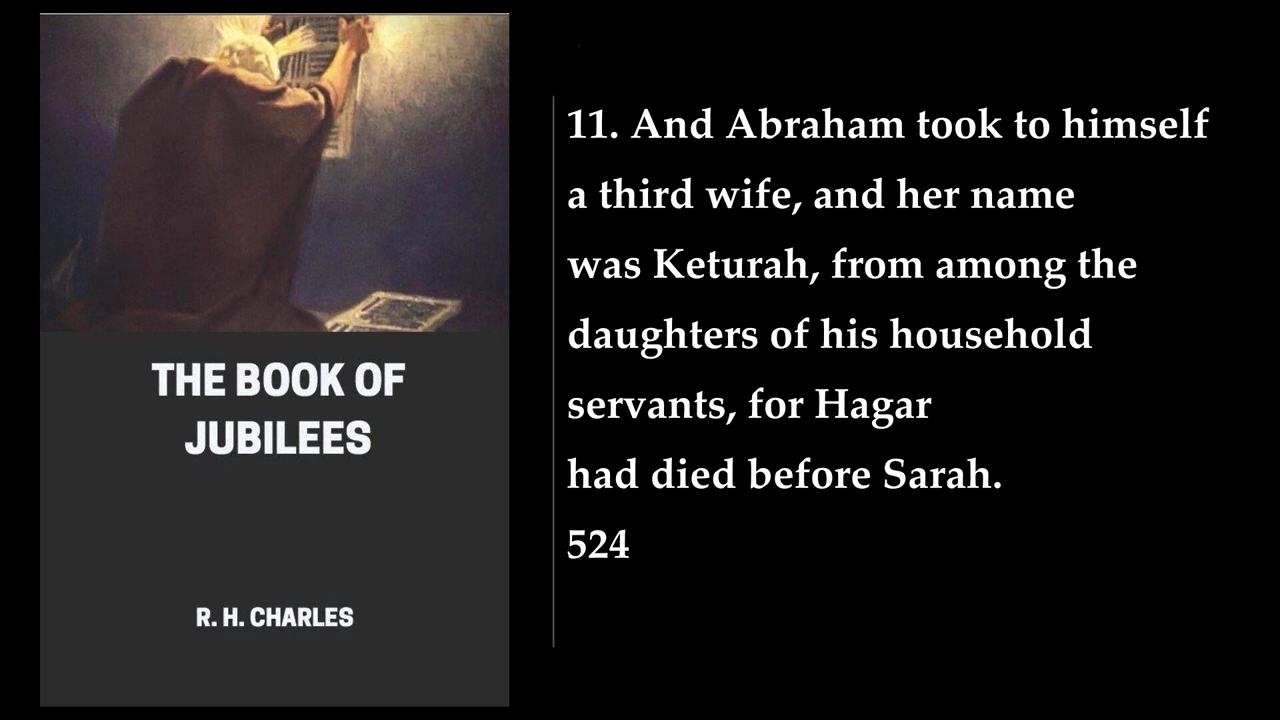 THE BOOK OF
JUBILEES
R. H. CHARLES
11. And Abraham took to himself
a third wife, and her name
was Keturah, from among the
daughters of his household
servants, for Hagar
had died before Sarah.
524